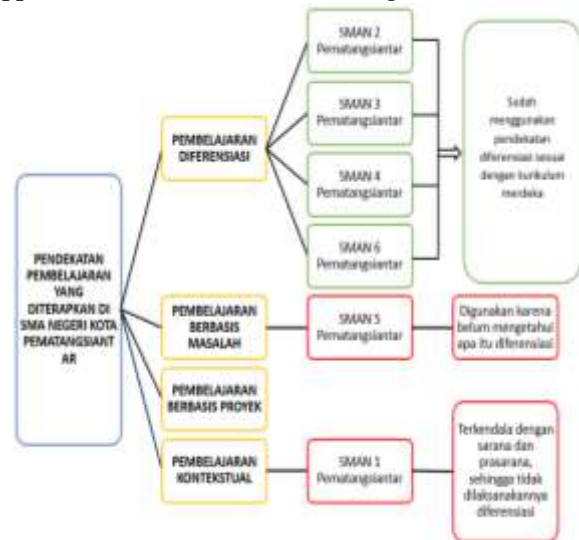 PENDEKATAN
PEMBELAJARAN
YANG
DITERAPKAN DI
SMA NEGERI KOTA
PEMATANGSIANT
AR
PEMBELAJARAN
DIFERENSIASI
SMAN 2
Pematangsiantar
SMAN 3
Pematangsiantar
SMAN 4
Pematangsiantar
SMAN 6
Pematangsiantar
Sudah
menggunakan
pendekatan
diferensiasi sesuai
dengan kurikulum
merdeka
PEMBELAJARAN
BERBASIS
MASALAH
SMAN 5
Pematangsiantar
Digunakan karena
belum mengetahui
apa itu diferensiasi
PEMBELAJARAN
BERBASIS PROYEK
PEMBELAJARAN
KONTEKSTUAL
SMAN 1
Pematangsiantar
Terkendala dengan
sarana dan
prasarana,
sehingga tidak
dilaksanakannya
diferensiasi